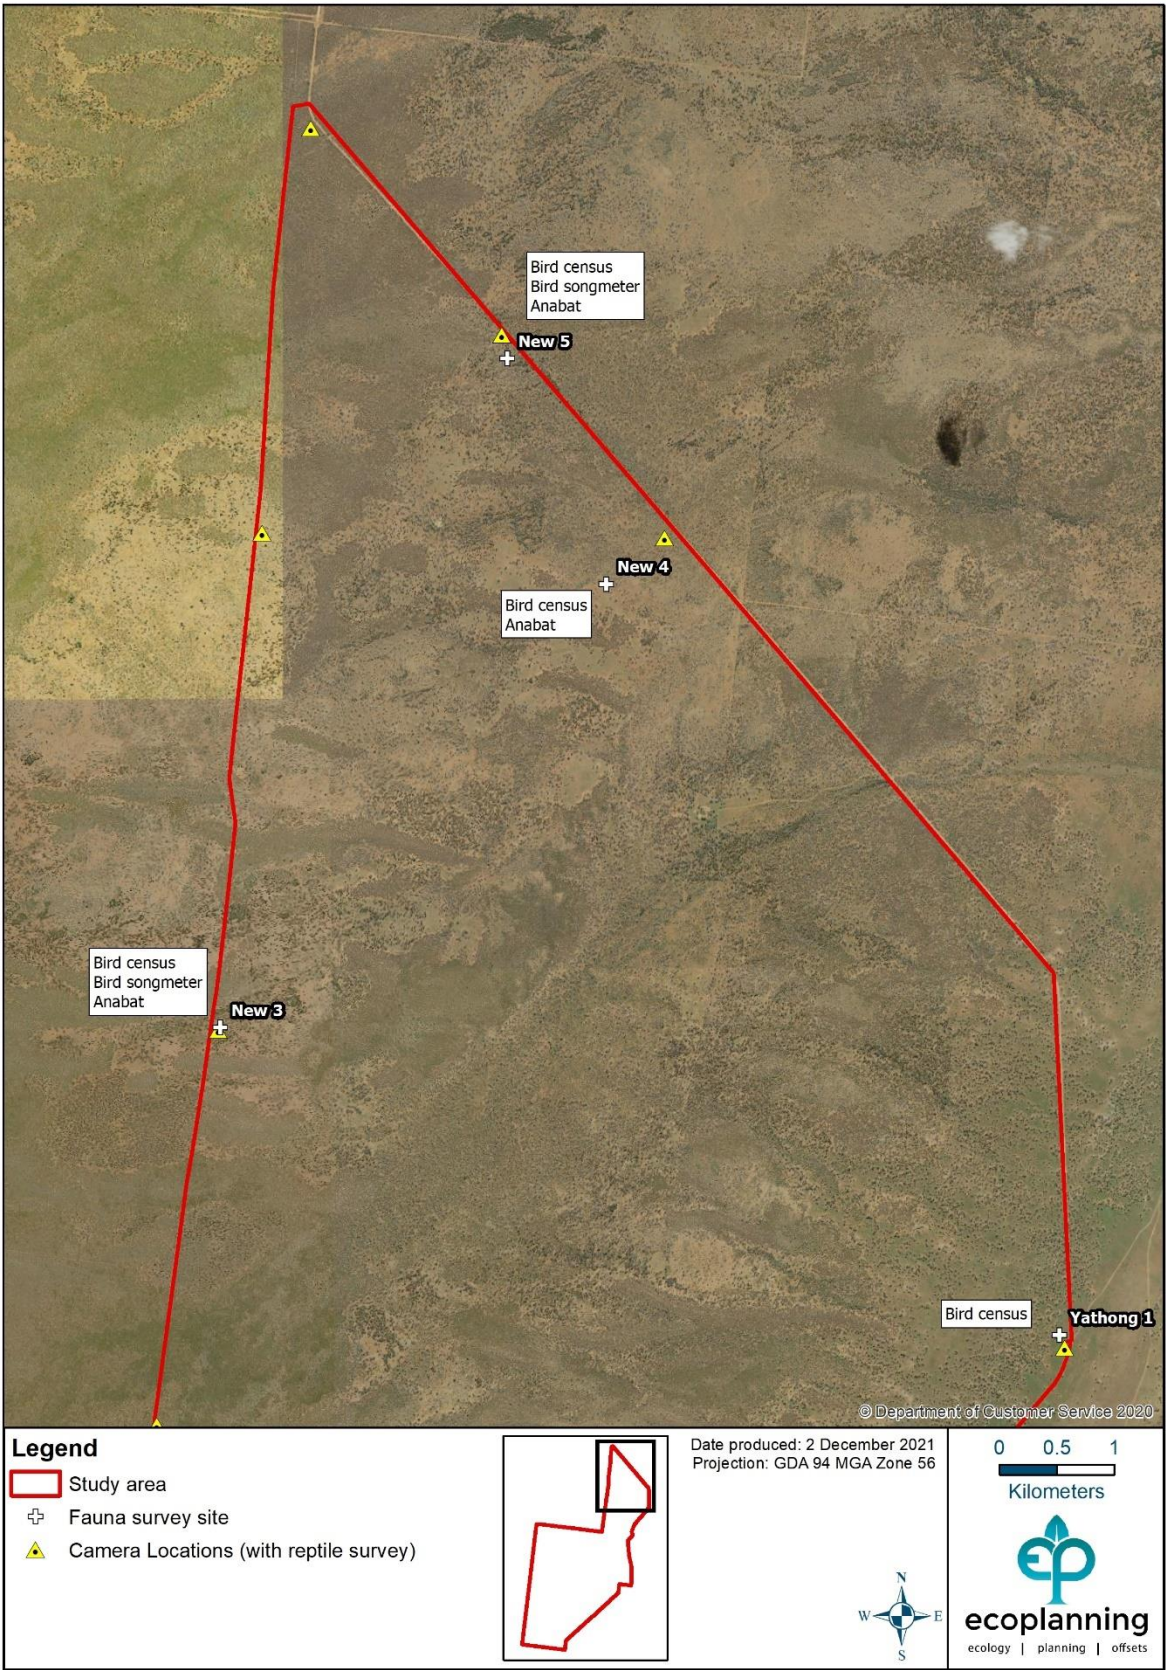 Bird census
Bird songmeter
Anabat
New 5
New 4
Bird census
Anabat
Bird census
Bird songmeter
Anabat
New 3
Bird census
Yathong 1
© Department of Customer Service 2020
Legend
Study area
Fauna survey site
Camera Locations (with reptile survey)
Date produced: 2 December 2021
Projection: GDA 94 MGA Zone 56
N
W
E
S
0 0.5 1
Kilometers
ep
ecoplanning
ecology | planning | offsets